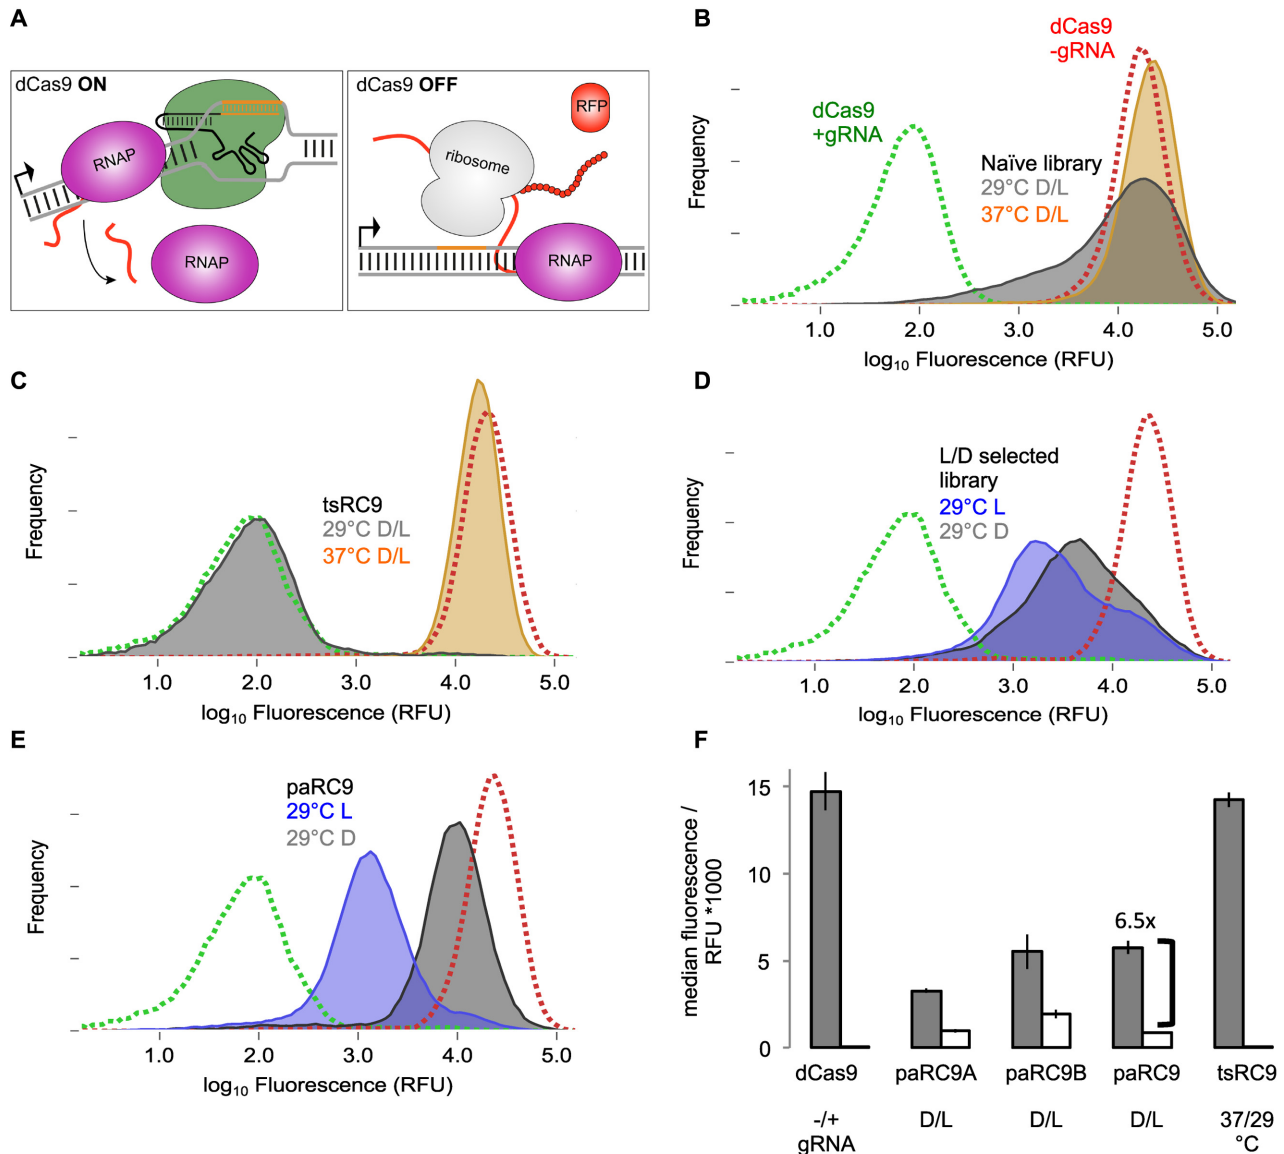 A
dCas9 ON
RNAP
RNAP
dCas9 OFF
ribosome
RFP
RNAP
B
dCas9
-gRNA
dCas9
+gRNA
Naïve library
29°C D/L
37°C D/L
Frequency
1.0 2.0 3.0 4.0 5.0
log10 Fluorescence (RFU)
C
tsRC9
29°C D/L
37°C D/L
Frequency
1.0 2.0 3.0 4.0 5.0
log10 Fluorescence (RFU)
D
L/D selected
library
29°C L
29°C D
Frequency
1.0 2.0 3.0 4.0 5.0
log10 Fluorescence (RFU)
E
paRC9
29°C L
29°C D
Frequency
1.0 2.0 3.0 4.0 5.0
log10 Fluorescence (RFU)
F
median fluorescence /
RFU *1000
15
10
5
0
6.5x
dCas9 paRC9A paRC9B paRC9 tsRC9
-/+ D/L D/L D/L 37/29
gRNA °C